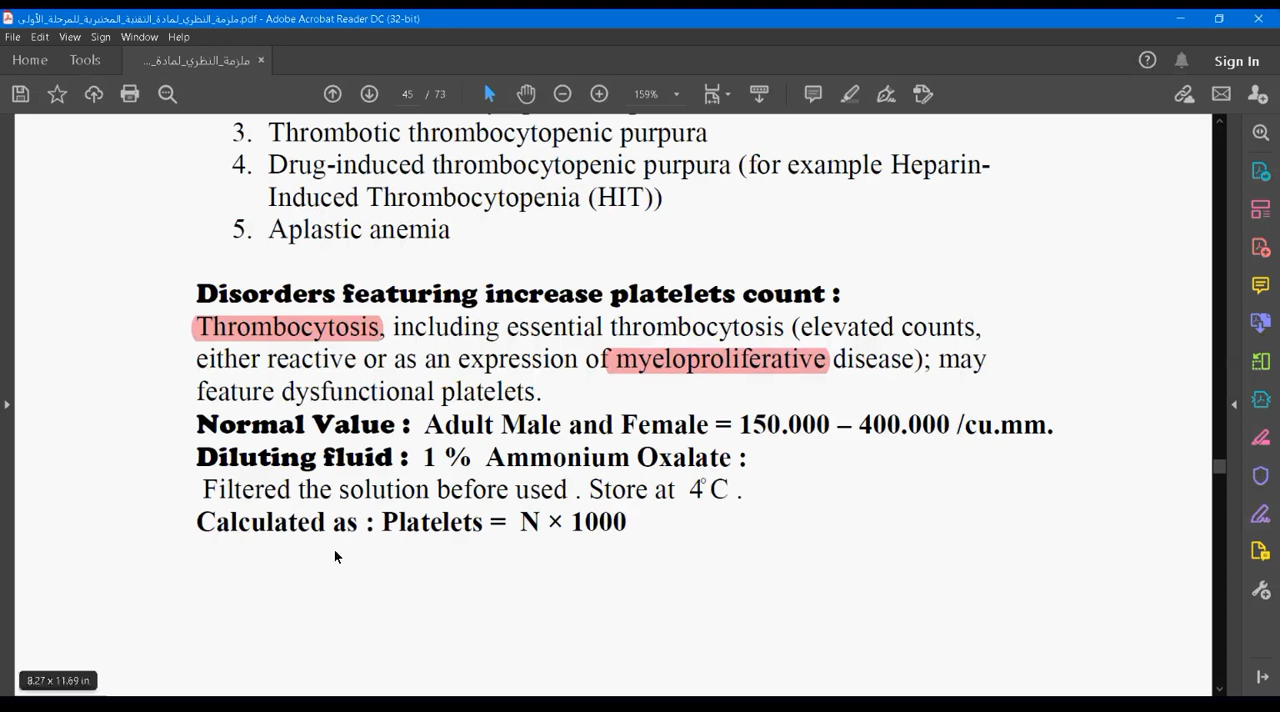 ملزمة_النظري_لمادة_التقنية_المختبرية_للمرحلة_الأولى.pdf - Adobe Acrobat Reader DC (32-bit)
File Edit View Sign Window Help
Home Tools ملزمة_النظري_لمادة_... × Sign In
45 / 73 159%
3. Thrombotic thrombocytopenic purpura
4. Drug-induced thrombocytopenic purpura (for example Heparin-
Induced Thrombocytopenia (HIT))
5. Aplastic anemia
Disorders featuring increase platelets count :
Thrombocytosis, including essential thrombocytosis (elevated counts,
either reactive or as an expression of myeloproliferative disease); may
feature dysfunctional platelets.
Normal Value : Adult Male and Female = 150.000 – 400.000 /cu.mm.
Diluting fluid : 1 % Ammonium Oxalate :
Filtered the solution before used . Store at 4°C .
Calculated as : Platelets = N × 1000
8.27 x 11.69 in